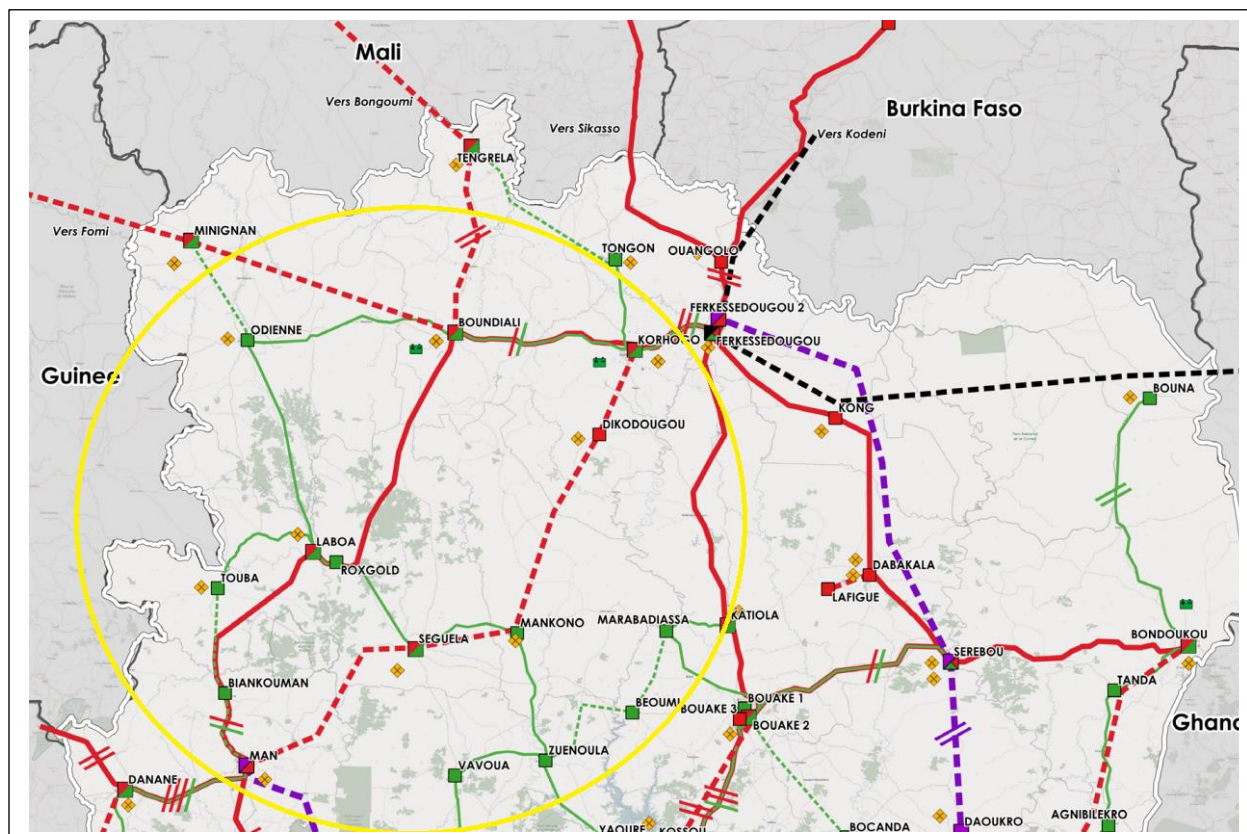 Mali
Vers Bongoumi
Burkina Faso
Vers Sikasso
Vers Kodeni
TENGRELA
Vers Fomi
MINIGNAN
TONGON
OUANGOLO
FERKESSEDOUGOU 2
ODIENNE
BOUNDIALI
KORHOGO
FERKESSEDOUGOU
Guinee
BOUNA
KONG
DIKODOUGOU
LABOA
ROXGOLD
DABAKALA
TOUBA
LAFIGUE
MANKONO
MARABADIASSA
KATIOLA
SEGUELA
BONDOUKOU
SEREBOU
BIANKOUMAN
TANDA
BEOUMI
BOUAKE 1
BOUAKE 3
BOUAKE 2
Ghana
MAN
ZUENOULA
VAVOUA
DANANE
AGNIBILEKRO
DAOUKRO
YAOURE
KOSSOU
BOCANDA